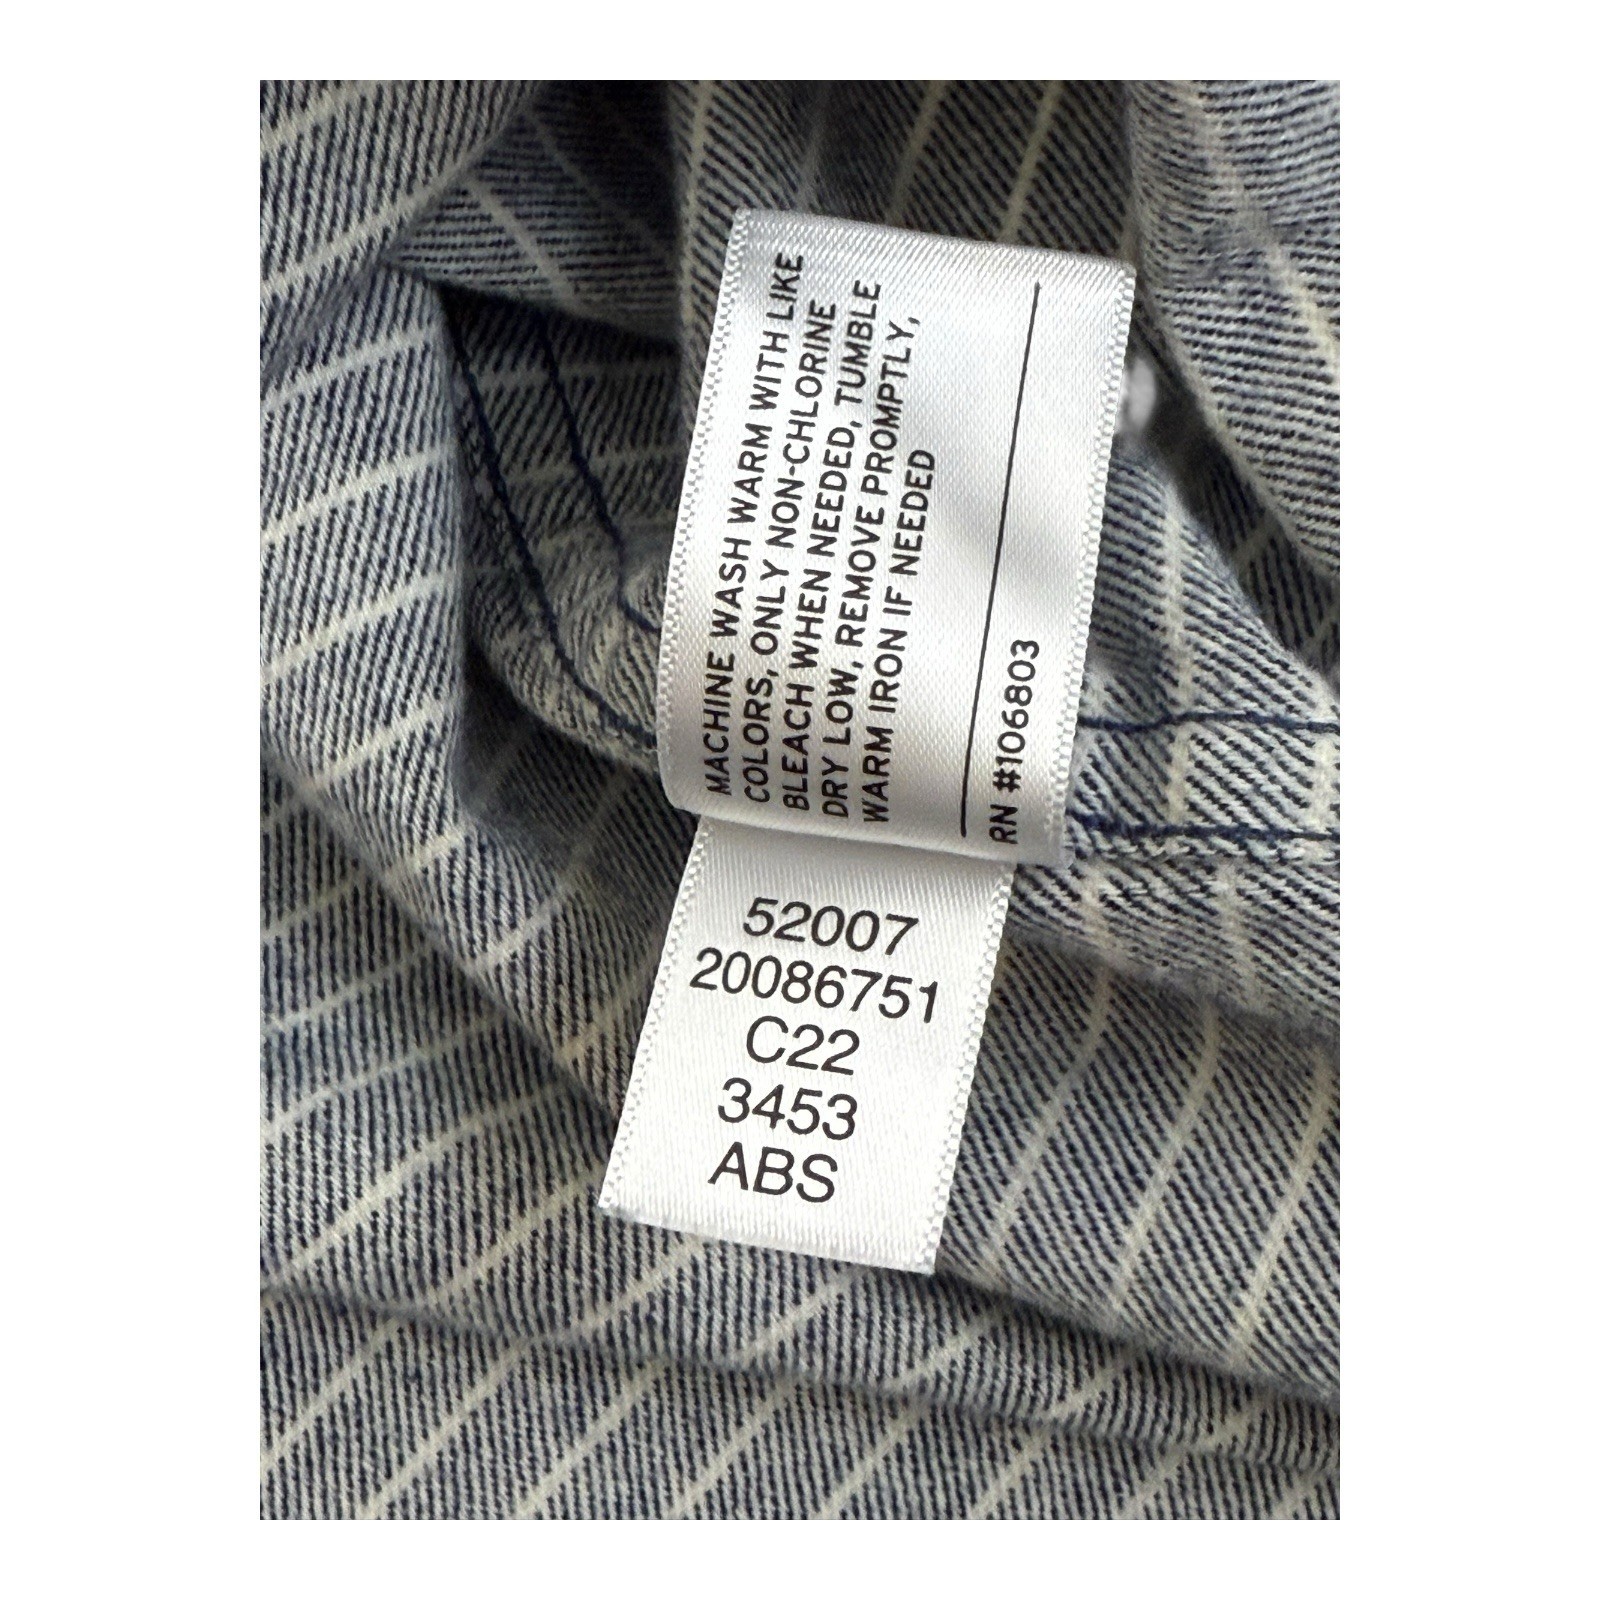 MACHINE WASH WARM WITH LIKE
COLORS, ONLY NON-CHLORINE
BLEACH WHEN NEEDED, TUMBLE
DRY LOW, REMOVE PROMPTLY,
WARM IRON IF NEEDED
RN #106803
52007
20086751
C22
3453
ABS